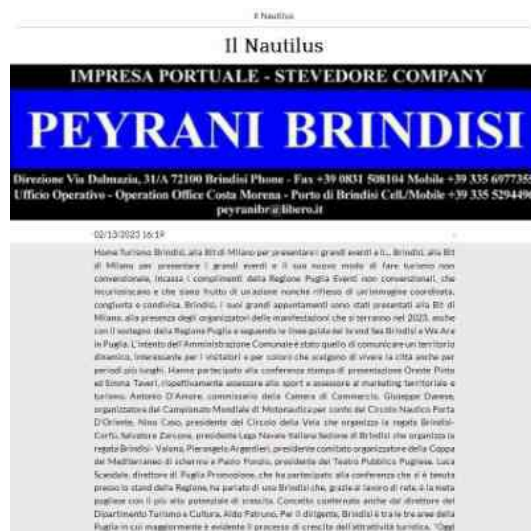 Il Nautilus
Il Nautilus
IMPRESA PORTUALE - STEVEDORE COMPANY
PEYRANI BRINDISI
Direzione Via Dalmazia, 31/A 72100 Brindisi Phone - Fax +39 0831 508104 Mobile +39 335 6977355
Ufficio Operativo - Operation Office Costa Morena - Porto di Brindisi Cell./Mobile +39 335 529449
peyranibr@libero.it
02/13/2023 16:19
Home Turismo Brindisi, alla Bit di Milano per presentare i grandi eventi e il... Brindisi, alla Bit
di Milano per presentare i grandi eventi e il suo nuovo modo di fare turismo non
convenzionale, incassa i complimenti della Regione Puglia Eventi non convenzionali, che
incuriosiscano e che siano frutto di un'azione nonché riflesso di un'immagine coordinata,
congiunta e condivisa. Brindisi, i suoi grandi appuntamenti sono stati presentati alla Bit di
Milano, alla presenza degli organizzatori delle manifestazioni che si terranno nel 2023, anche
con il sostegno della Regione Puglia e seguendo le linee guida dei brand Sea Brindisi e We Are
in Puglia. L'intento dell'Amministrazione Comunale è stato quello di comunicare un territorio
dinamico, interessante per i visitatori e per coloro che scelgono di vivere la città anche per
periodi più lunghi. Hanno partecipato alla conferenza stampa di presentazione Oreste Pinto
ed Emma Taveri, rispettivamente assessore allo sport e assessore al marketing territoriale e
turismo, Antonio D'Amore, commissario della Camera di Commercio, Giuseppe Danese,
organizzatore del Campionato Mondiale di Motonautica per conto del Circolo Nautico Porta
D'Oriente, Nino Caso, presidente del Circolo della Vela che organizza la regata Brindisi-
Corfù, Salvatore Zarcone, presidente Lega Navale Italiana Sezione di Brindisi che organizza la
regata Brindisi- Valona, Pierangelo Argentieri, presidente comitato organizzatore della Coppa
del Mediterraneo di scherma e Paolo Ponzio, presidente del Teatro Pubblico Pugliese. Luca
Scandale, direttore di Puglia Promozione, che ha partecipato alla conferenza che si è tenuta
presso lo stand della Regione, ha parlato di una Brindisi che, grazie al lavoro di rete, è la meta
pugliese con il più alto potenziale di crescita. Concetto confermato anche dal direttore del
Dipartimento Turismo e Cultura, Aldo Patruno. Per il dirigente, Brindisi è tra le tre aree della
Puglia in cui maggiormente è evidente il processo di crescita dell'attrattività turistica. "Oggi